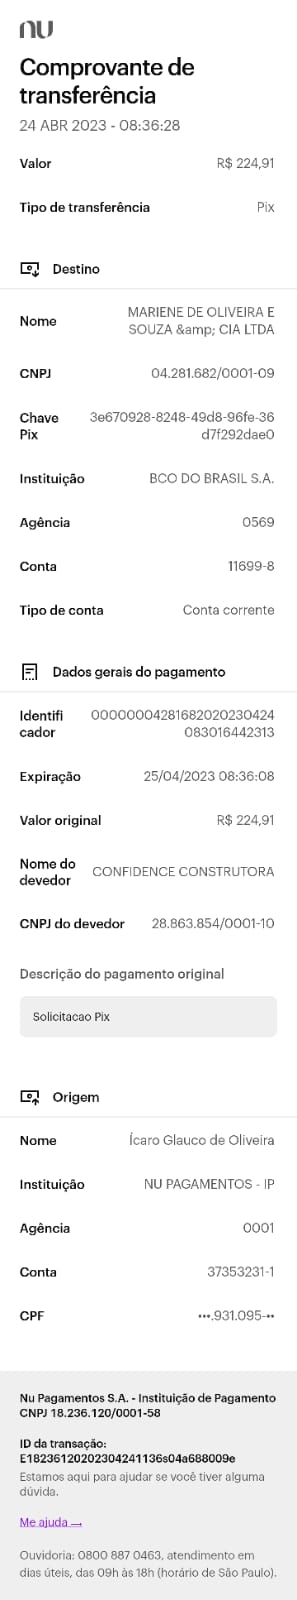 nu
Comprovante de
transferência
24 ABR 2023 - 08:36:28
Valor R$ 224,91
Tipo de transferência Pix
Destino
Nome MARIENE DE OLIVEIRA E
SOUZA &amp; CIA LTDA
CNPJ 04.281.682/0001-09
Chave 3e670928-8248-49d8-96fe-36
Pix d7f292dae0
Instituição BCO DO BRASIL S.A.
Agência 0569
Conta 11699-8
Tipo de conta Conta corrente
Dados gerais do pagamento
Identifi 00000004281682020230424
cador 083016442313
Expiração 25/04/2023 08:36:08
Valor original R$ 224,91
Nome do
devedor CONFIDENCE CONSTRUTORA
CNPJ do devedor 28.863.854/0001-10
Descrição do pagamento original
Solicitacao Pix
Origem
Nome Ícaro Glauco de Oliveira
Instituição NU PAGAMENTOS - IP
Agência 0001
Conta 37353231-1
CPF •••.931.095-••
Nu Pagamentos S.A. - Instituição de Pagamento
CNPJ 18.236.120/0001-58
ID da transação:
E18236120202304241136s04a688009e
Estamos aqui para ajudar se você tiver alguma
dúvida.
Me ajuda →
Ouvidoria: 0800 887 0463, atendimento em
dias úteis, das 09h às 18h (horário de São Paulo).